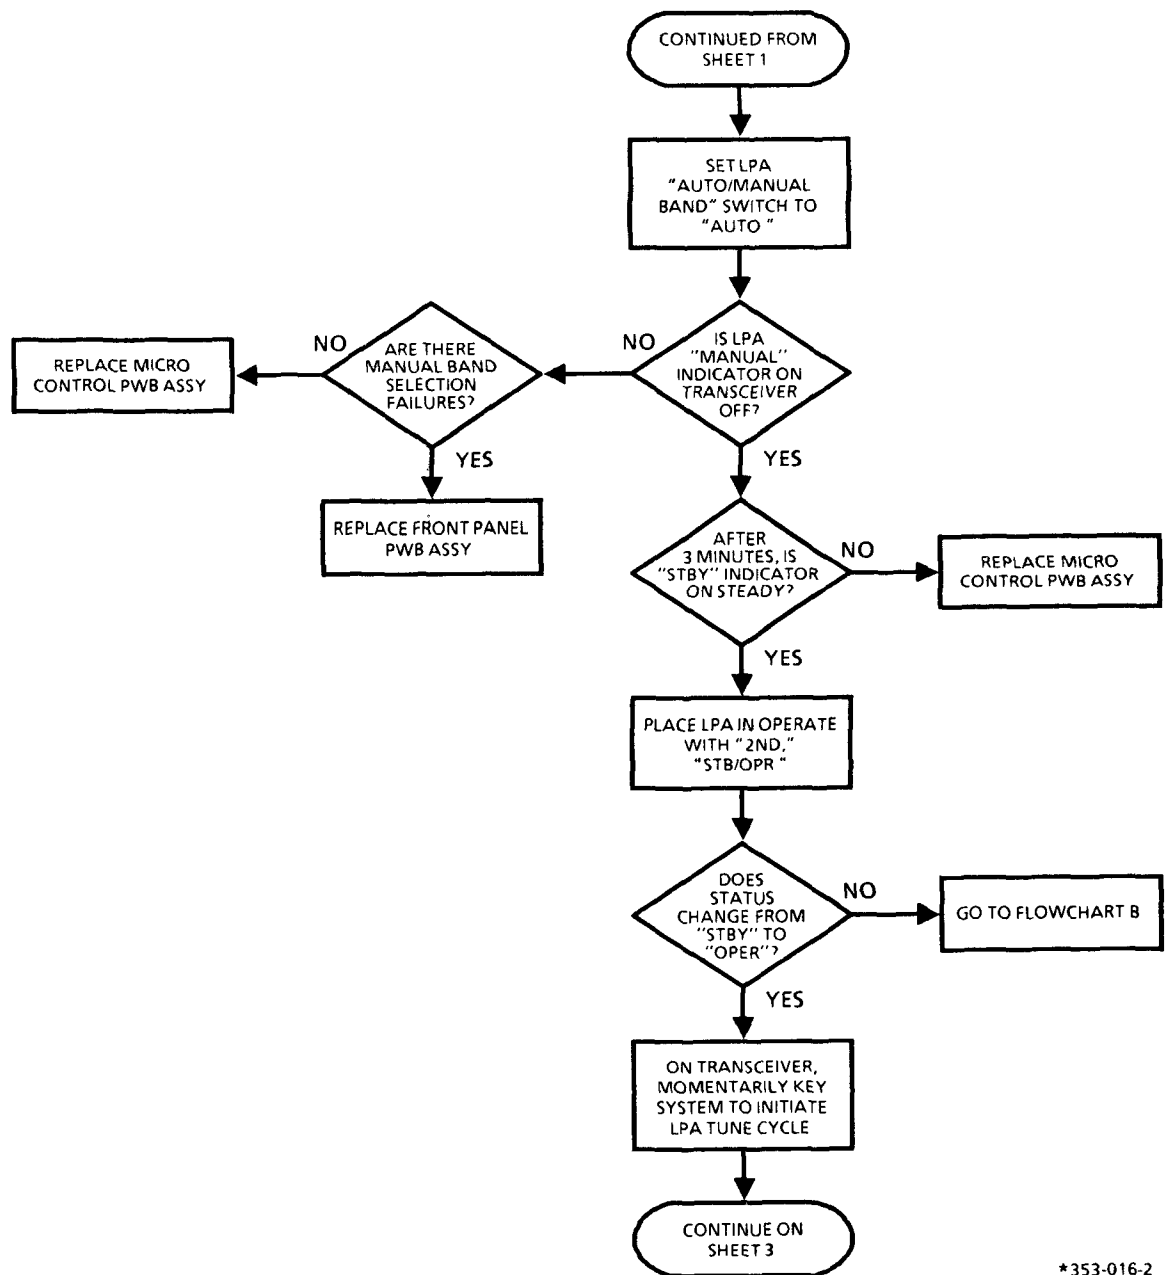 CONTINUED FROM
SHEET 1
SET LPA
"AUTO/MANUAL
BAND" SWITCH TO
"AUTO"
IS LPA
"MANUAL"
INDICATOR ON
TRANSCEIVER
OFF?
NO
YES
ARE THERE
MANUAL BAND
SELECTION
FAILURES?
NO
YES
REPLACE MICRO
CONTROL PWB ASSY
REPLACE FRONT PANEL
PWB ASSY
AFTER
3 MINUTES, IS
"STBY" INDICATOR
ON STEADY?
NO
YES
REPLACE MICRO
CONTROL PWB ASSY
PLACE LPA IN OPERATE
WITH "2ND,"
"STB/OPR"
DOES
STATUS
CHANGE FROM
"STBY" TO
"OPER"?
NO
YES
GO TO FLOWCHART B
ON TRANSCEIVER,
MOMENTARILY KEY
SYSTEM TO INITIATE
LPA TUNE CYCLE
CONTINUE ON
SHEET 3
*353-016-2